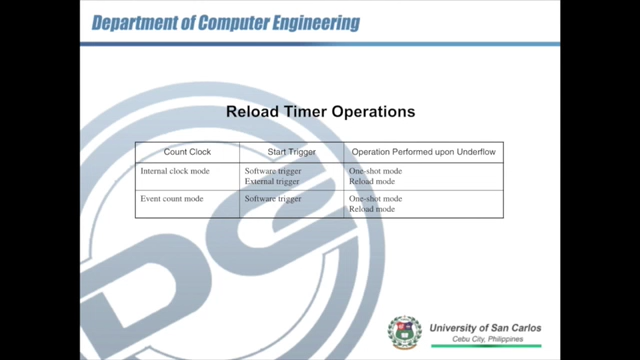 Department of Computer Engineering
Reload Timer Operations
Count Clock Start Trigger Operation Performed upon Underflow
Internal clock mode Software trigger One-shot mode
External trigger Reload mode
Event count mode Software trigger One-shot mode
Reload mode
University of San Carlos
Cebu City, Philippines